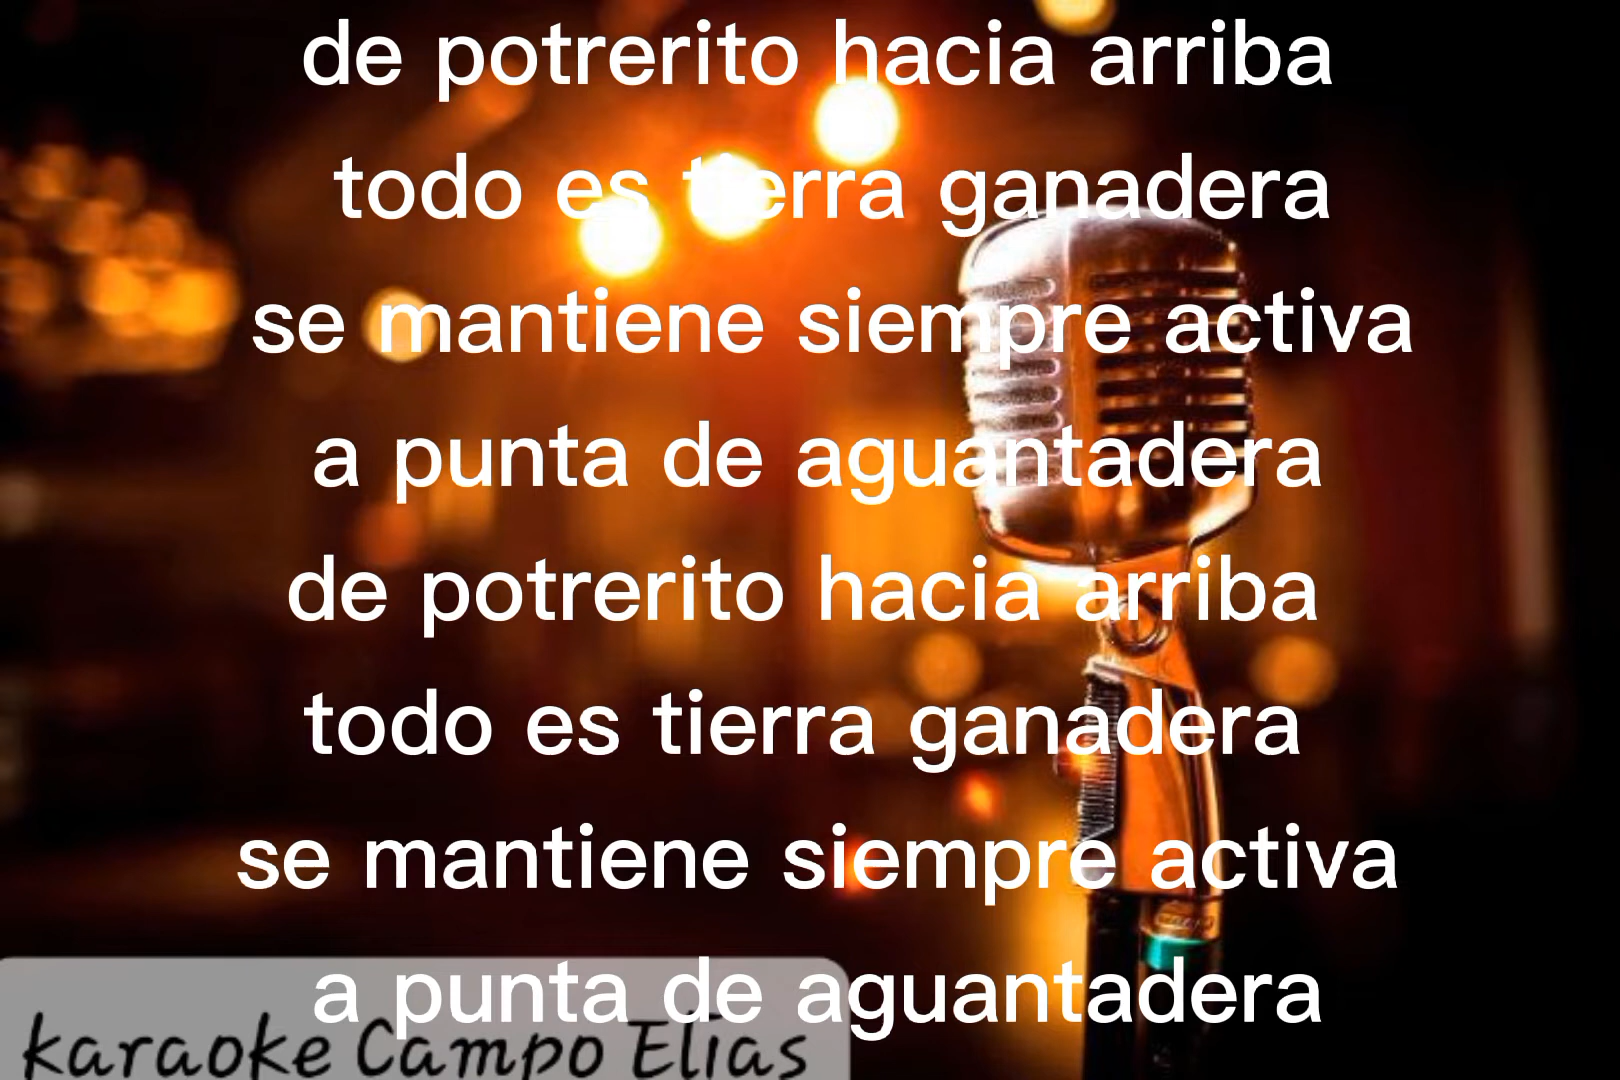 de potrerito hacia arriba
todo es tierra ganadera
se mantiene siempre activa
a punta de aguantadera
de potrerito hacia arriba
todo es tierra ganadera
se mantiene siempre activa
a punta de aguantadera
karaoke Campo Elias